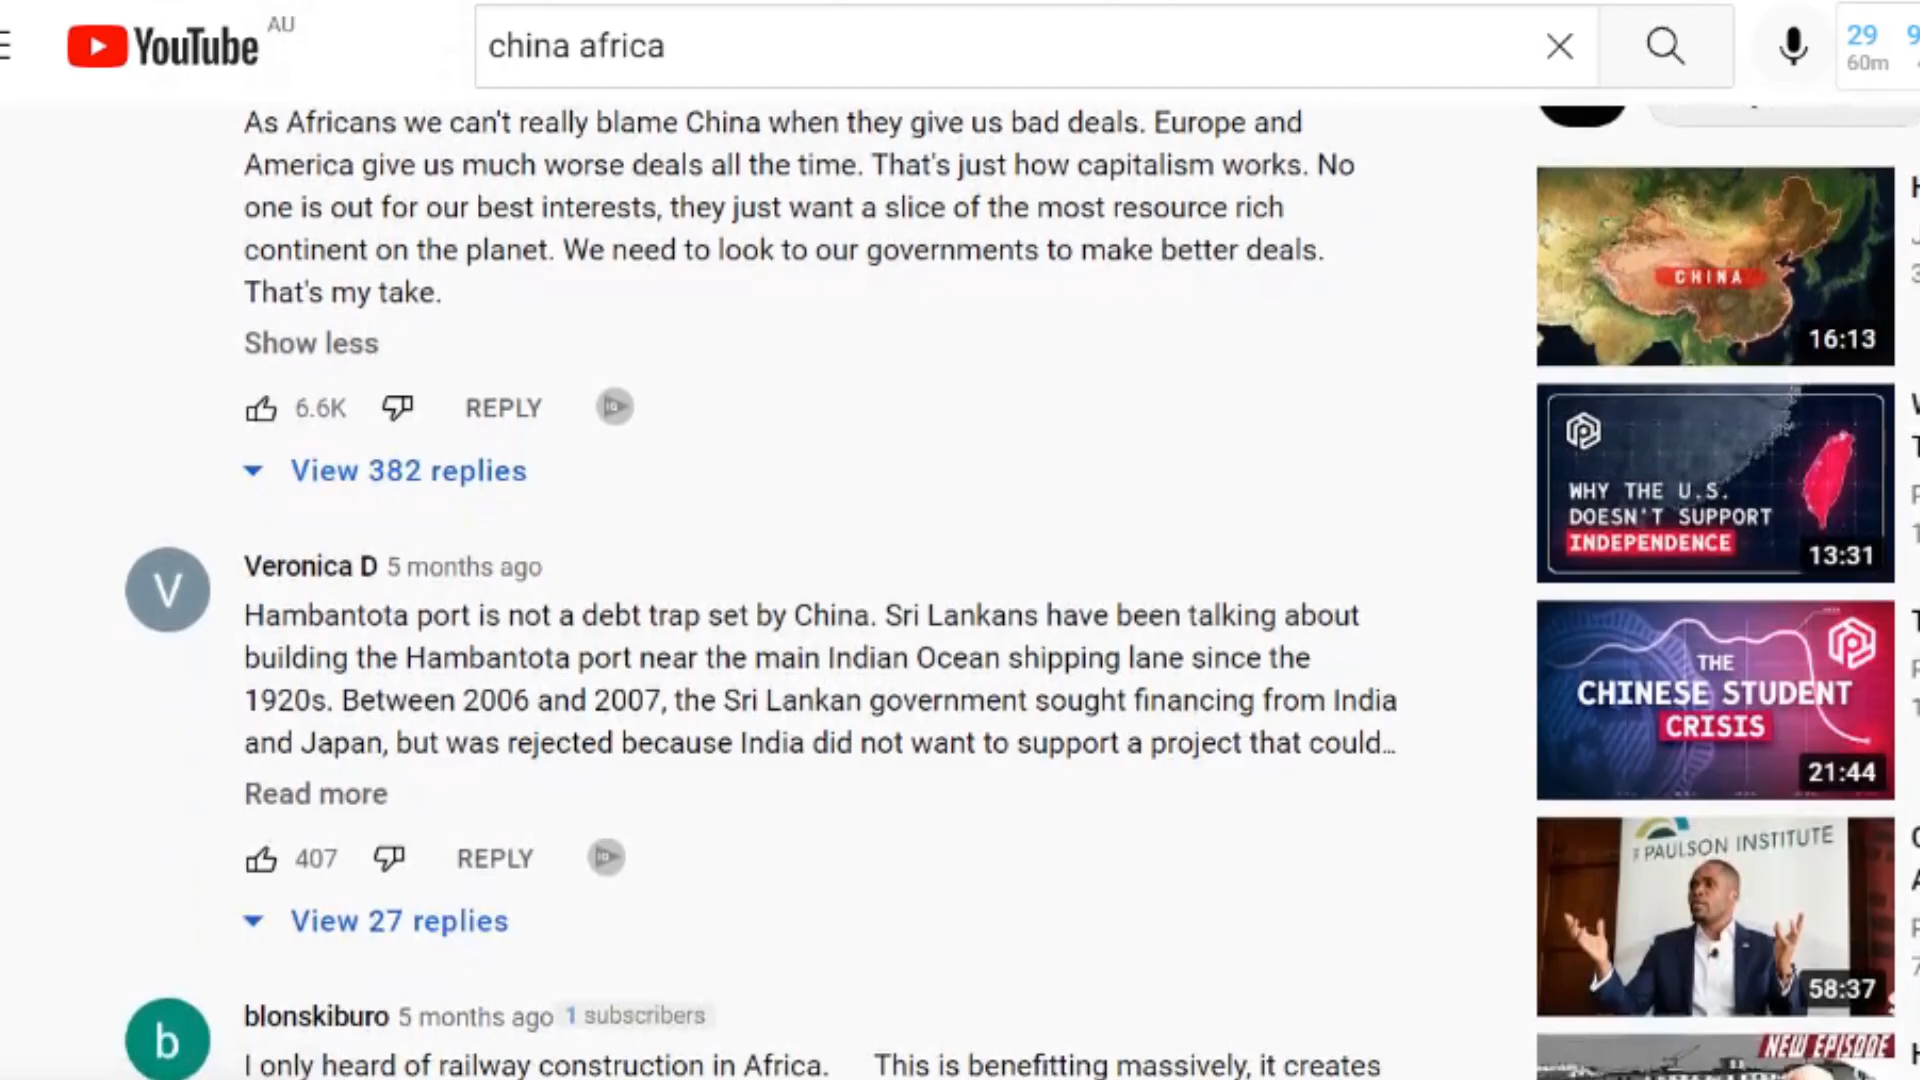 YouTube AU
china africa
29
60m
As Africans we can't really blame China when they give us bad deals. Europe and
America give us much worse deals all the time. That's just how capitalism works. No
one is out for our best interests, they just want a slice of the most resource rich
continent on the planet. We need to look to our governments to make better deals.
That's my take.
Show less
6.6K REPLY
View 382 replies
V
Veronica D 5 months ago
Hambantota port is not a debt trap set by China. Sri Lankans have been talking about
building the Hambantota port near the main Indian Ocean shipping lane since the
1920s. Between 2006 and 2007, the Sri Lankan government sought financing from India
and Japan, but was rejected because India did not want to support a project that could…
Read more
407 REPLY
View 27 replies
b
blonskiburo 5 months ago 1 subscribers
I only heard of railway construction in Africa. This is benefitting massively, it creates
CHINA
16:13
WHY THE U.S.
DOESN'T SUPPORT
INDEPENDENCE
13:31
THE
CHINESE STUDENT
CRISIS
21:44
PAULSON INSTITUTE
58:37
NEW EPISODE